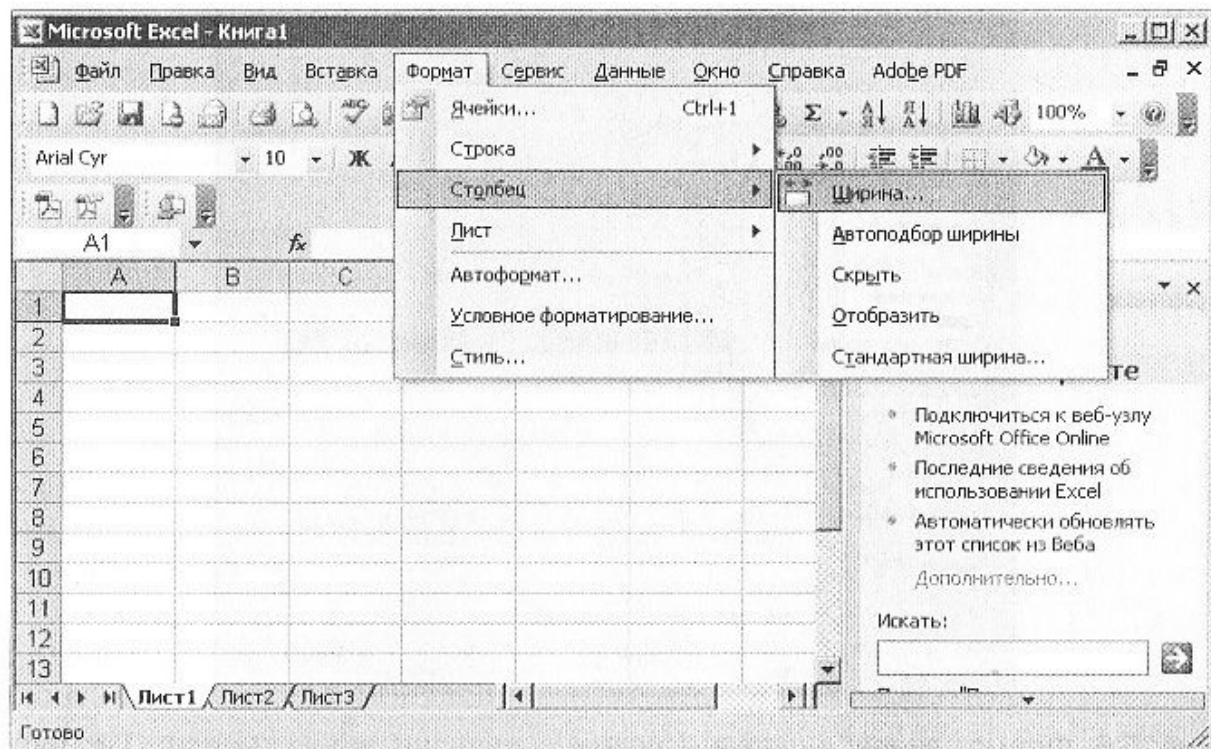 Microsoft Excel - Книга1
Файл Правка Вид Вставка Формат Сервис Данные Окно Справка Adobe PDF
100%
Arial Cyr 10 Ж
A1 fx
Ячейки... Ctrl+1
Строка
Столбец
Лист
Автоформат...
Условное форматирование...
Стиль...
Ширина...
Автоподбор ширины
Скрыть
Отобразить
Стандартная ширина...
A B C
1
2
3
4
5
6
7
8
9
10
11
12
13
те
Подключиться к веб-узлу
Microsoft Office Online
Последние сведения об
использовании Excel
Автоматически обновлять
этот список из Веба
Дополнительно...
Искать:
Лист1 Лист2 Лист3
Готово